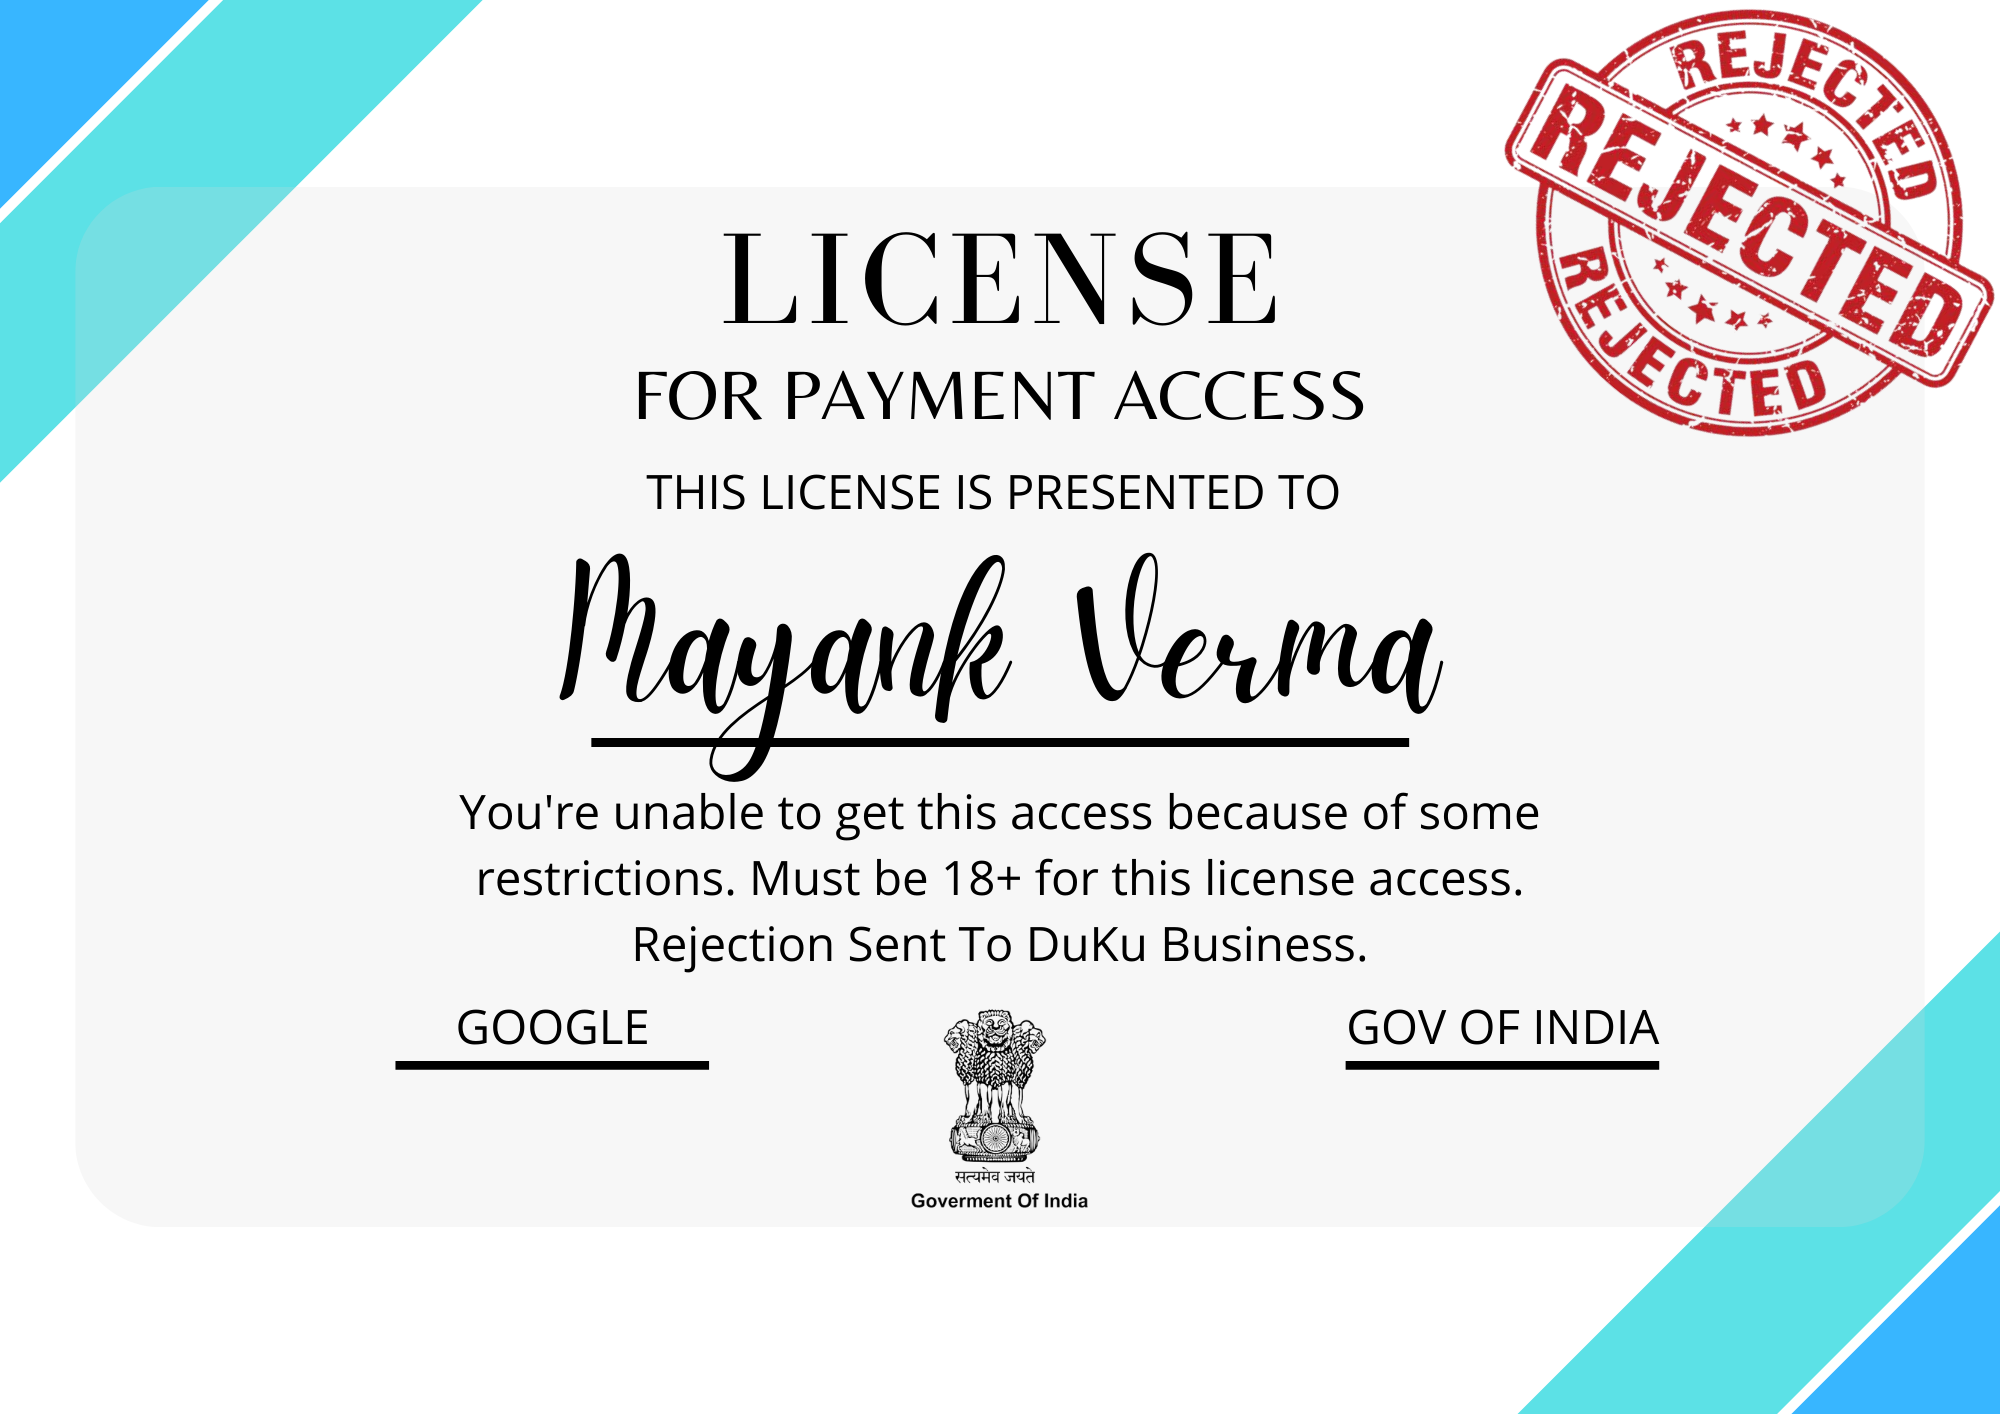 REJECTED
REJECTED
REJECTED
LICENSE
FOR PAYMENT ACCESS
THIS LICENSE IS PRESENTED TO
Mayank Verma
You're unable to get this access because of some
restrictions. Must be 18+ for this license access.
Rejection Sent To DuKu Business.
GOOGLE
GOV OF INDIA
सत्यमेव जयते
Goverment Of India